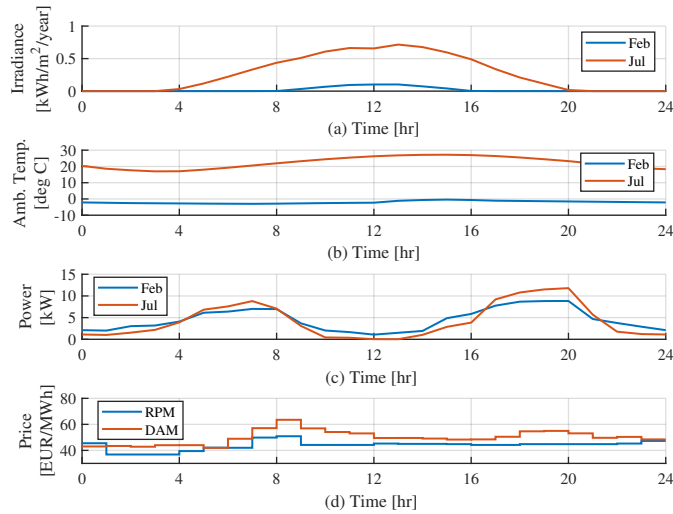 Irradiance
[kWh/m²/year]
1
0.5
0
Feb
Jul
0 4 8 12 16 20 24
(a) Time [hr]
Amb. Temp.
[deg C]
30
20
10
0
-10
Feb
Jul
0 4 8 12 16 20 24
(b) Time [hr]
Power
[kW]
15
10
5
0
Feb
Jul
0 4 8 12 16 20 24
(c) Time [hr]
Price
[EUR/MWh]
80
60
40
RPM
DAM
0 4 8 12 16 20 24
(d) Time [hr]